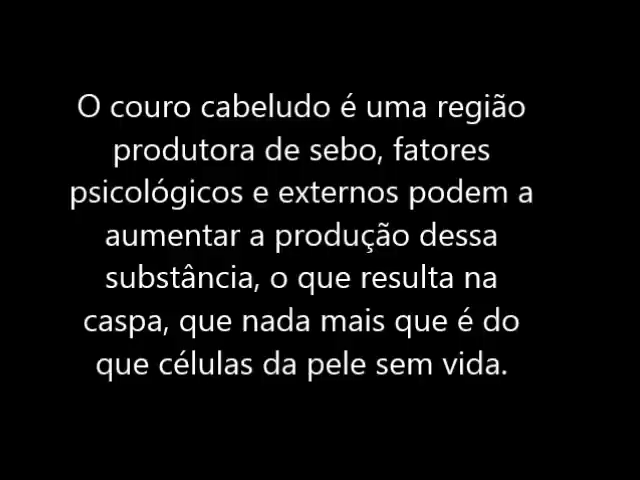 O couro cabeludo é uma região
produtora de sebo, fatores
psicológicos e externos podem a
aumentar a produção dessa
substância, o que resulta na
caspa, que nada mais que é do
que células da pele sem vida.